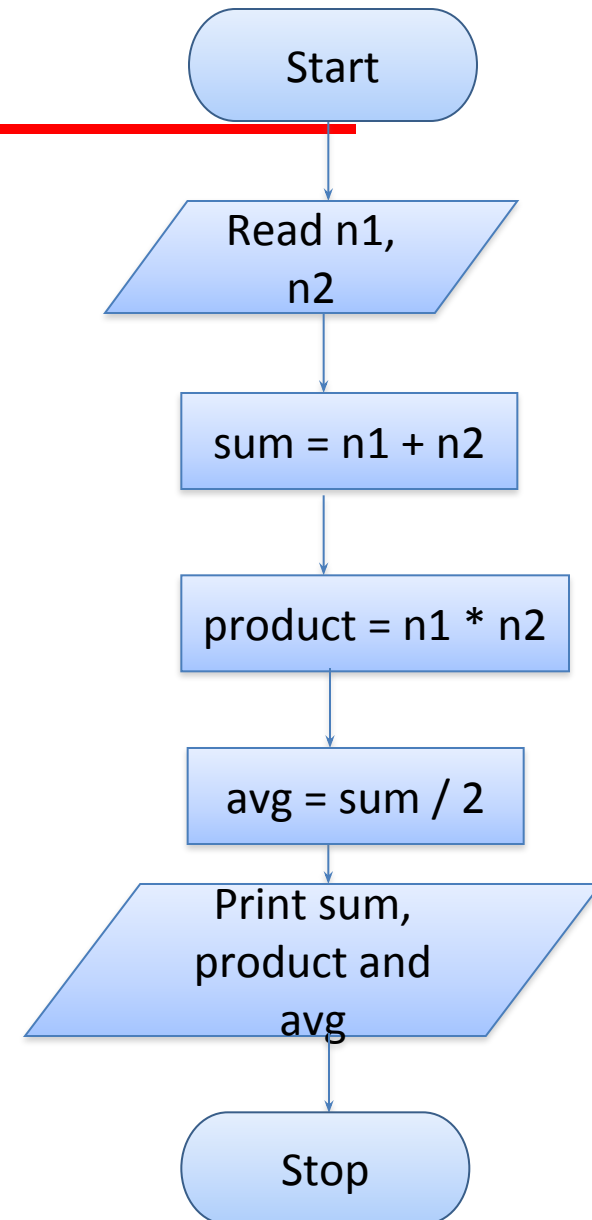 Start
Read n1,
n2
sum = n1 + n2
product = n1 * n2
avg = sum / 2
Print sum,
product and
avg
Stop